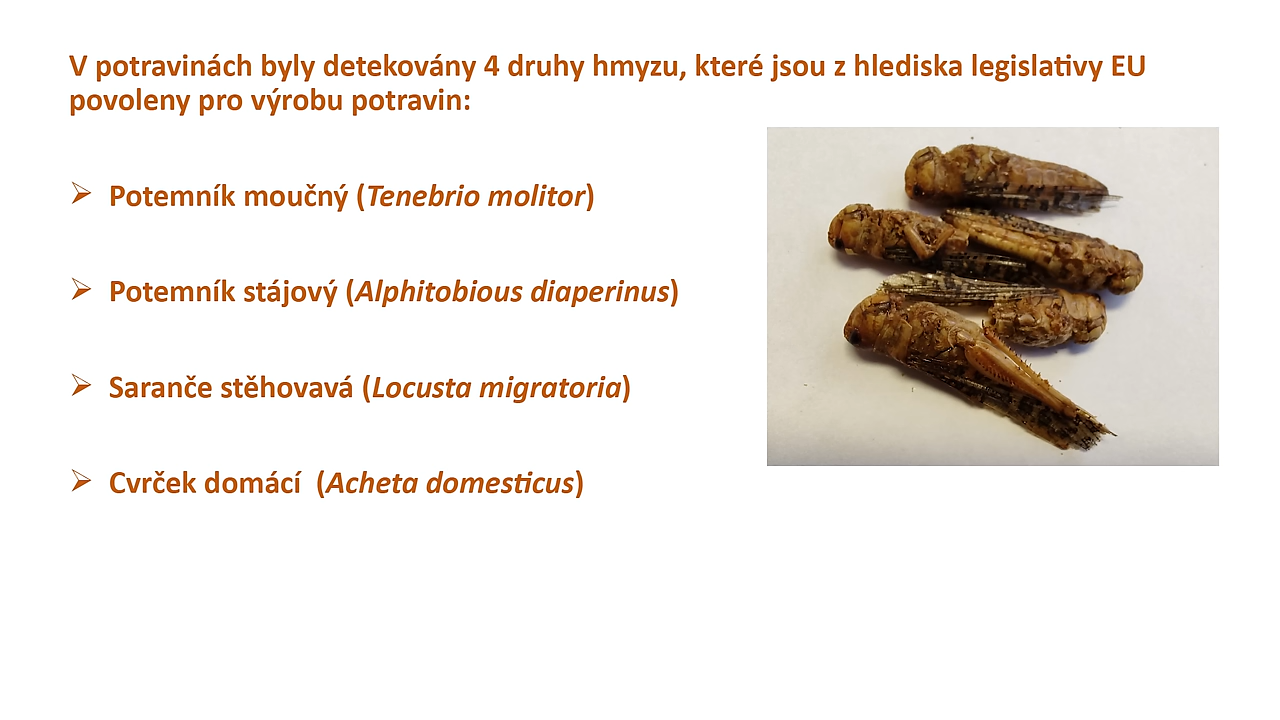 V potravinách byly detekovány 4 druhy hmyzu, které jsou z hlediska legislativy EU
povoleny pro výrobu potravin:
➢ Potemník moučný (Tenebrio molitor)
➢ Potemník stájový (Alphitobious diaperinus)
➢ Saranče stěhovavá (Locusta migratoria)
➢ Cvrček domácí  (Acheta domesticus)